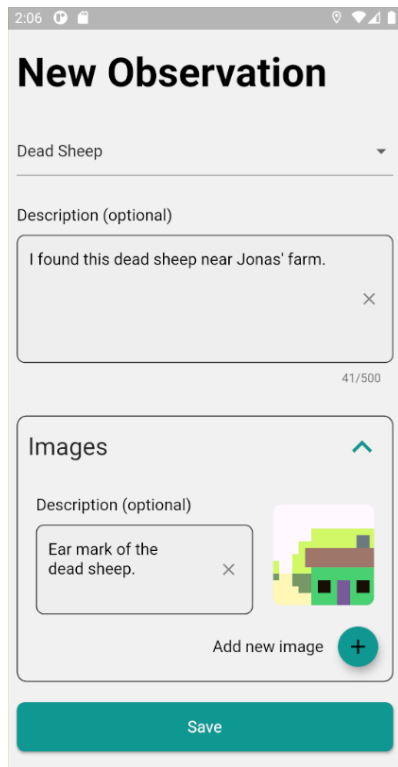 2:06
New Observation
Dead Sheep
Description (optional)
I found this dead sheep near Jonas' farm.
41/500
Images
Description (optional)
Ear mark of the
dead sheep.
Add new image
Save